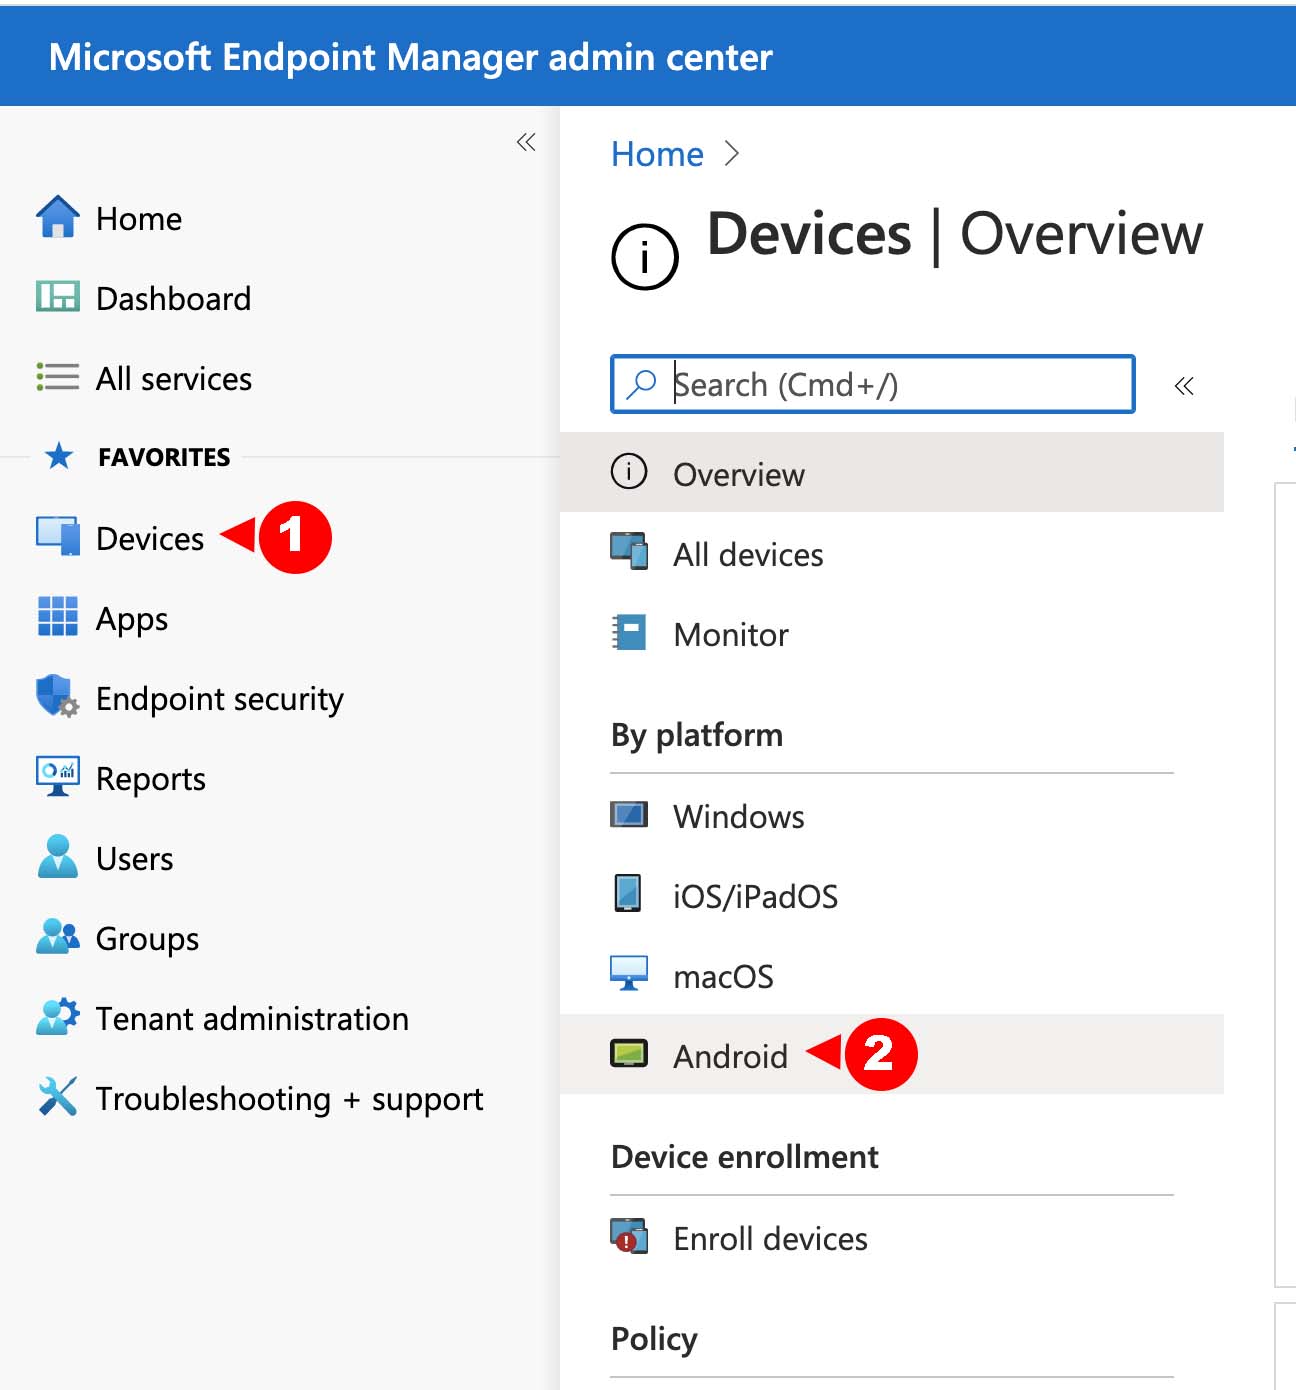 Microsoft Endpoint Manager admin center
Home
Dashboard
All services
FAVORITES
Devices
1
Apps
Endpoint security
Reports
Users
Groups
Tenant administration
Troubleshooting + support
Home
Devices | Overview
Search (Cmd+/)
Overview
All devices
Monitor
By platform
Windows
iOS/iPadOS
macOS
Android
2
Device enrollment
Enroll devices
Policy